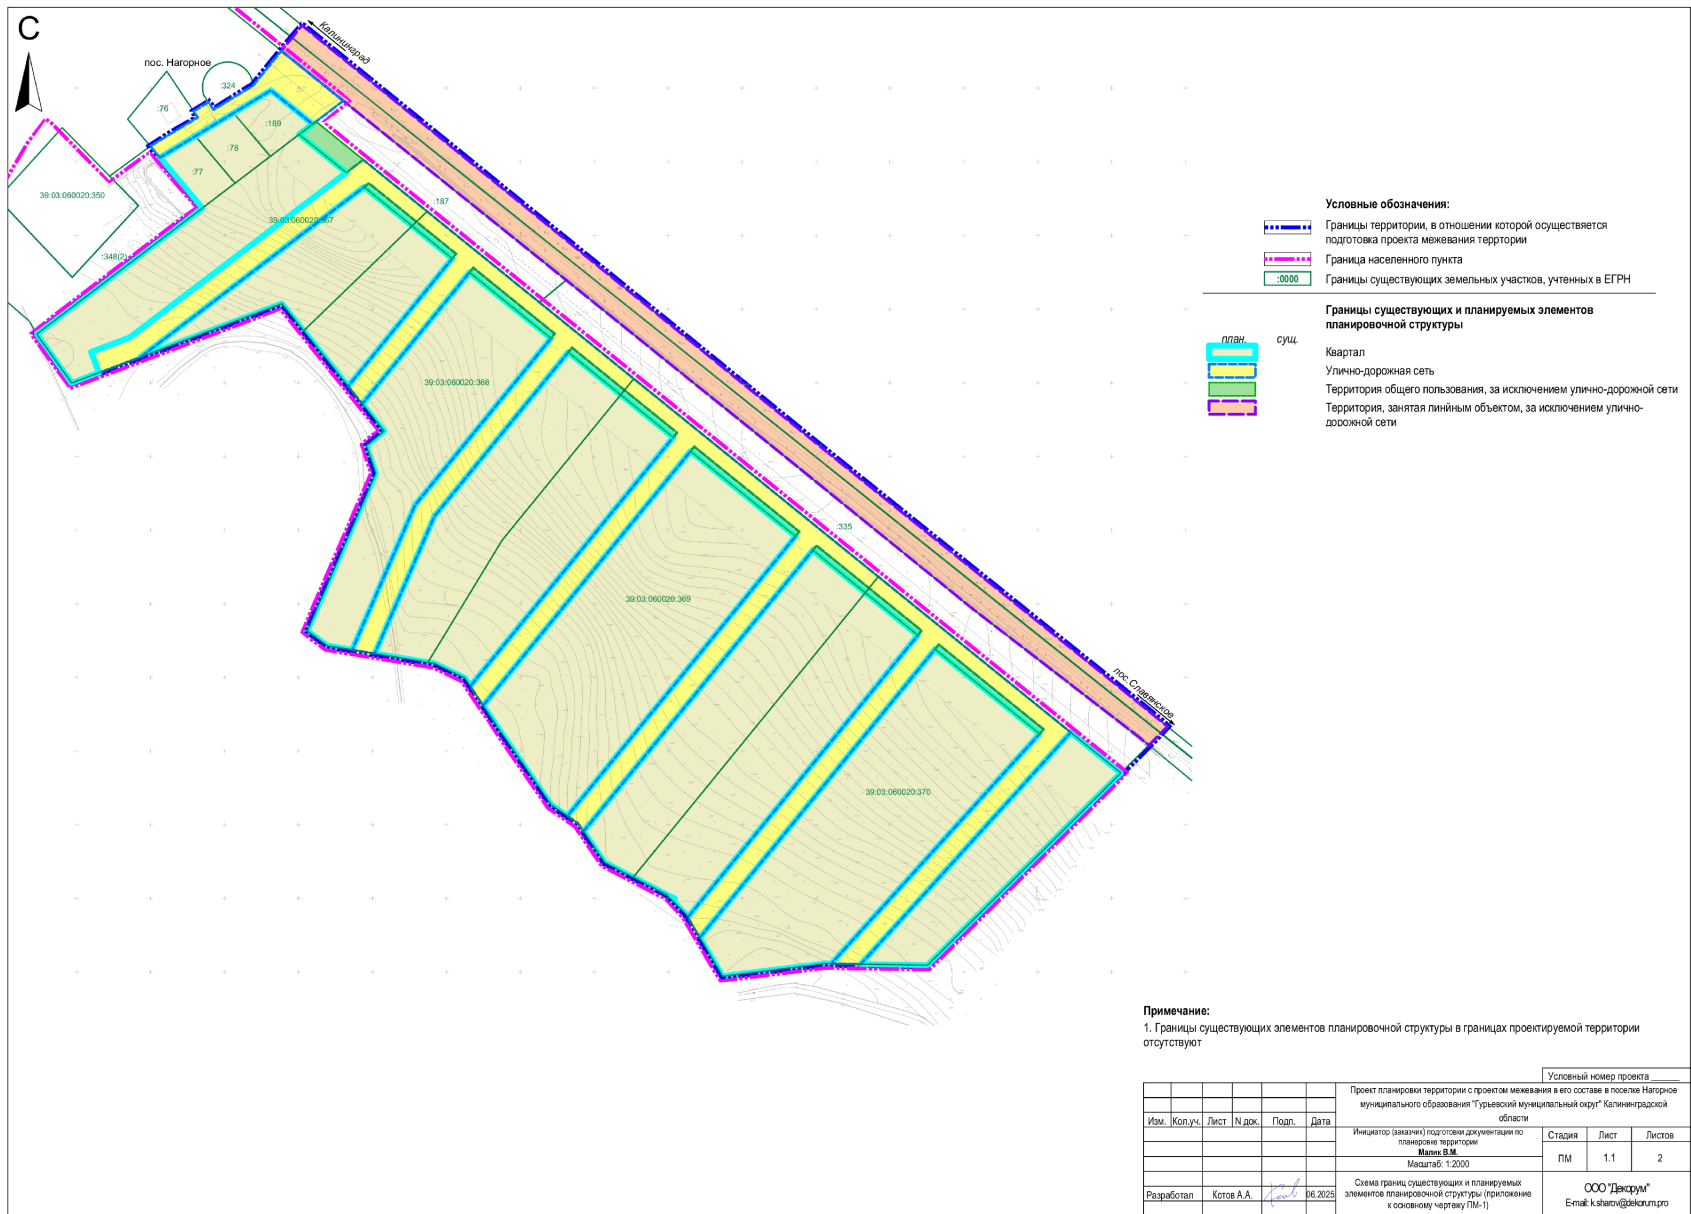 С
Калининград
пос. Нагорное
:324
:76
:189
:78
:77
39:03:060020:350
:167
39:03:060020:367
:348(2)
39:03:060020:368
:335
39:03:060020:369
пос. Славянское
39:03:060020:370
Условные обозначения:
Границы территории, в отношении которой осуществляется
подготовка проекта межевания терртории
Граница населенного пункта
:0000
Границы существующих земельных участков, учтенных в ЕГРН
Границы существующих и планируемых элементов
планировочной структуры
план. сущ.
Квартал
Улично-дорожная сеть
Территория общего пользования, за исключением улично-дорожной сети
Территория, занятая линйным объектом, за исключением улично-
дорожной сети
Примечание:
1. Границы существующих элементов планировочной структуры в границах проектируемой территории
отсутствуют
Условный номер проекта ______
Проект планировки территории с проектом межевания в его составе в поселке Нагорное
муниципального образования "Гурьевский муниципальный округ" Калининградской
области
Изм. Кол.уч. Лист N док. Подп. Дата
Инициатор (заказчик) подготовки документации по
планеровке территории
Малик В.М.
Масштаб: 1:2000
Стадия Лист Листов
ПМ 1.1 2
Разработал Котов А.А. 06.2025
Схема границ существующих и планируемых
элементов планировочной структуры (приложение
к основному чертежу ПМ-1)
ООО "Декорум"
E-mail: k.sharov@dekorum.pro